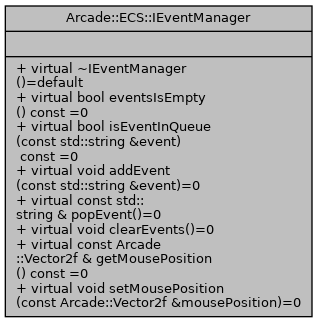 Arcade::ECS::IEventManager
+ virtual ~IEventManager
()=default
+ virtual bool eventsIsEmpty
() const =0
+ virtual bool isEventInQueue
(const std::string &event)
 const =0
+ virtual void addEvent
(const std::string &event)=0
+ virtual const std::
string & popEvent()=0
+ virtual void clearEvents()=0
+ virtual const Arcade
::Vector2f & getMousePosition
() const =0
+ virtual void setMousePosition
(const Arcade::Vector2f &mousePosition)=0